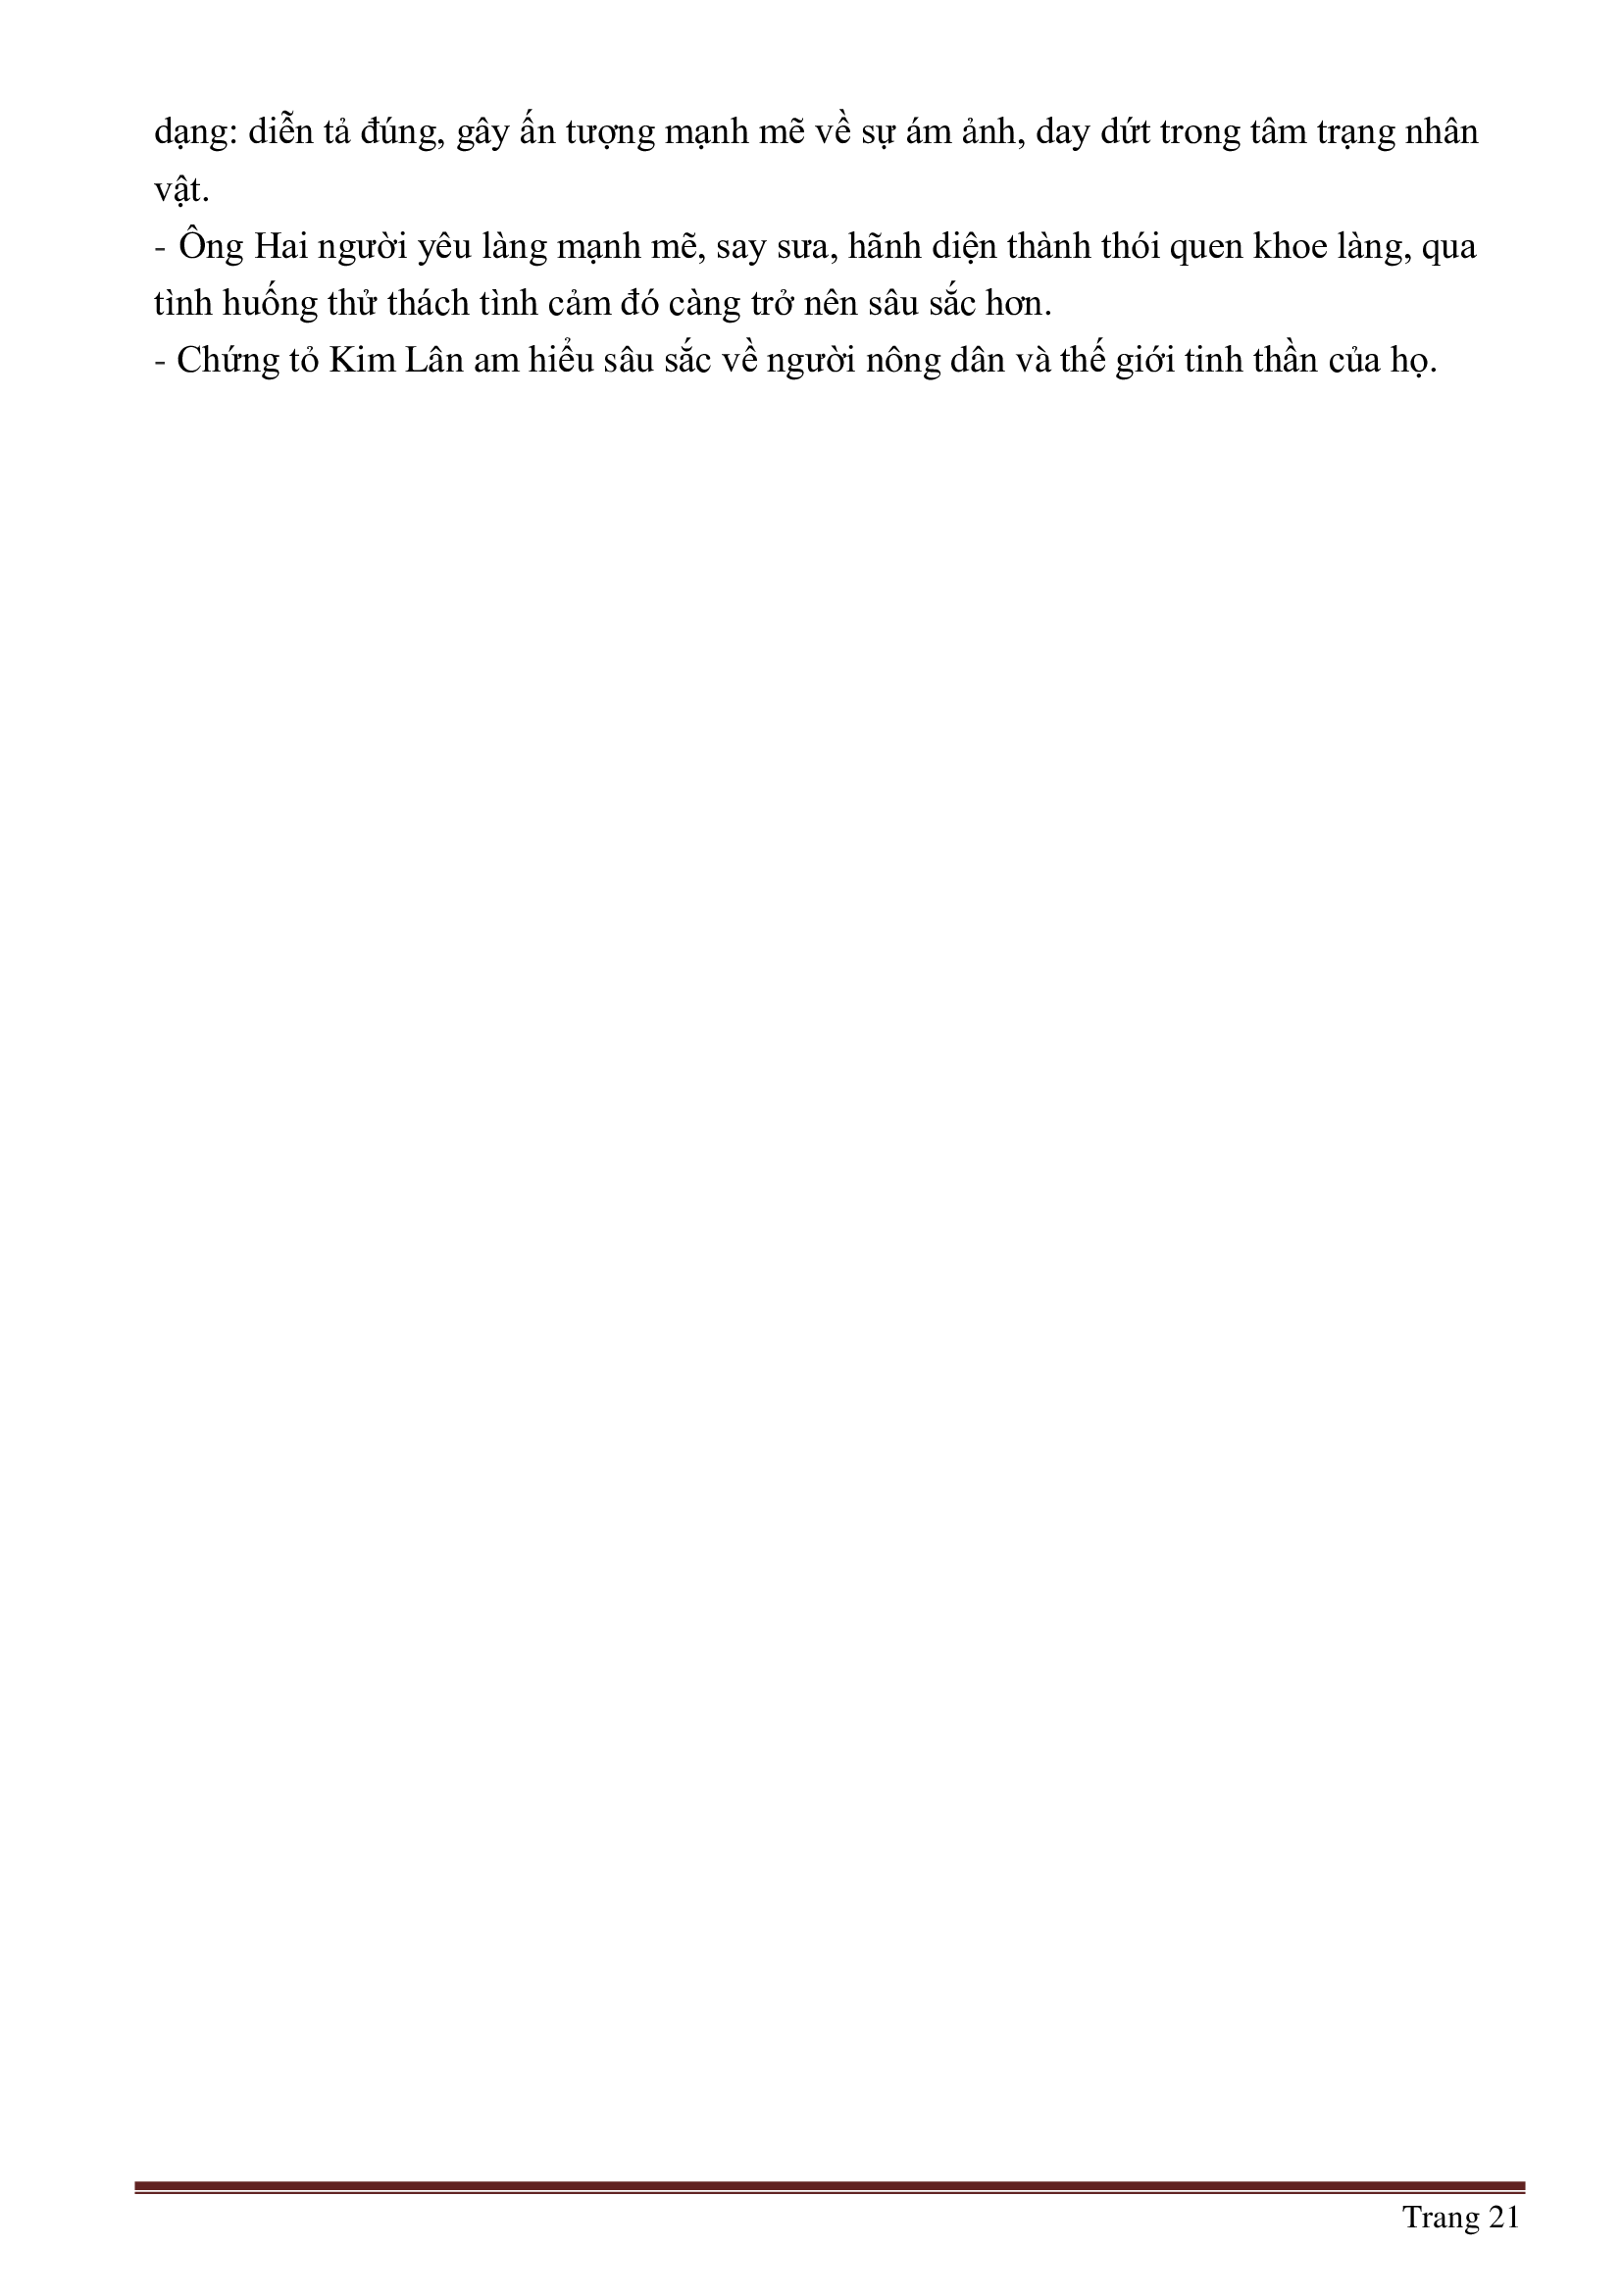 dạng: diễn tả đúng, gây ấn tượng mạnh mẽ về sự ám ảnh, day dứt trong tâm trạng nhân
vật.
- Ông Hai người yêu làng mạnh mẽ, say sưa, hãnh diện thành thói quen khoe làng, qua
tình huống thử thách tình cảm đó càng trở nên sâu sắc hơn.
- Chứng tỏ Kim Lân am hiểu sâu sắc về người nông dân và thế giới tinh thần của họ.
Trang 21